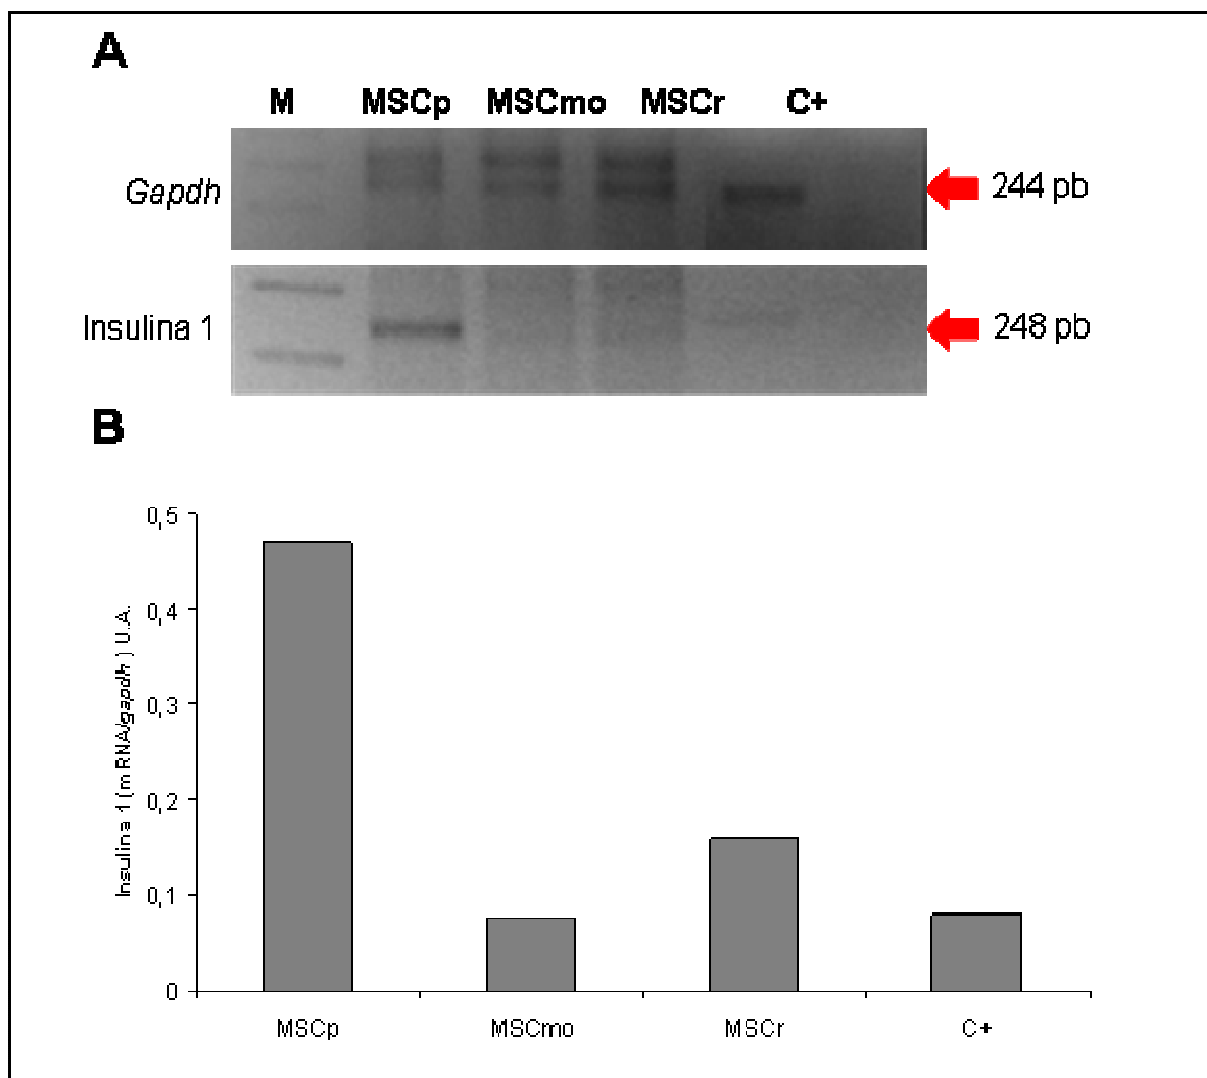 A
M MSCp MSCmo MSCr C+
Gapdh 244 pb
Insulina 1 248 pb
B
Insulina 1 (mRNA/gapdh) U.A.
0,5
0,4
0,3
0,2
0,1
0
MSCp MSCmo MSCr C+